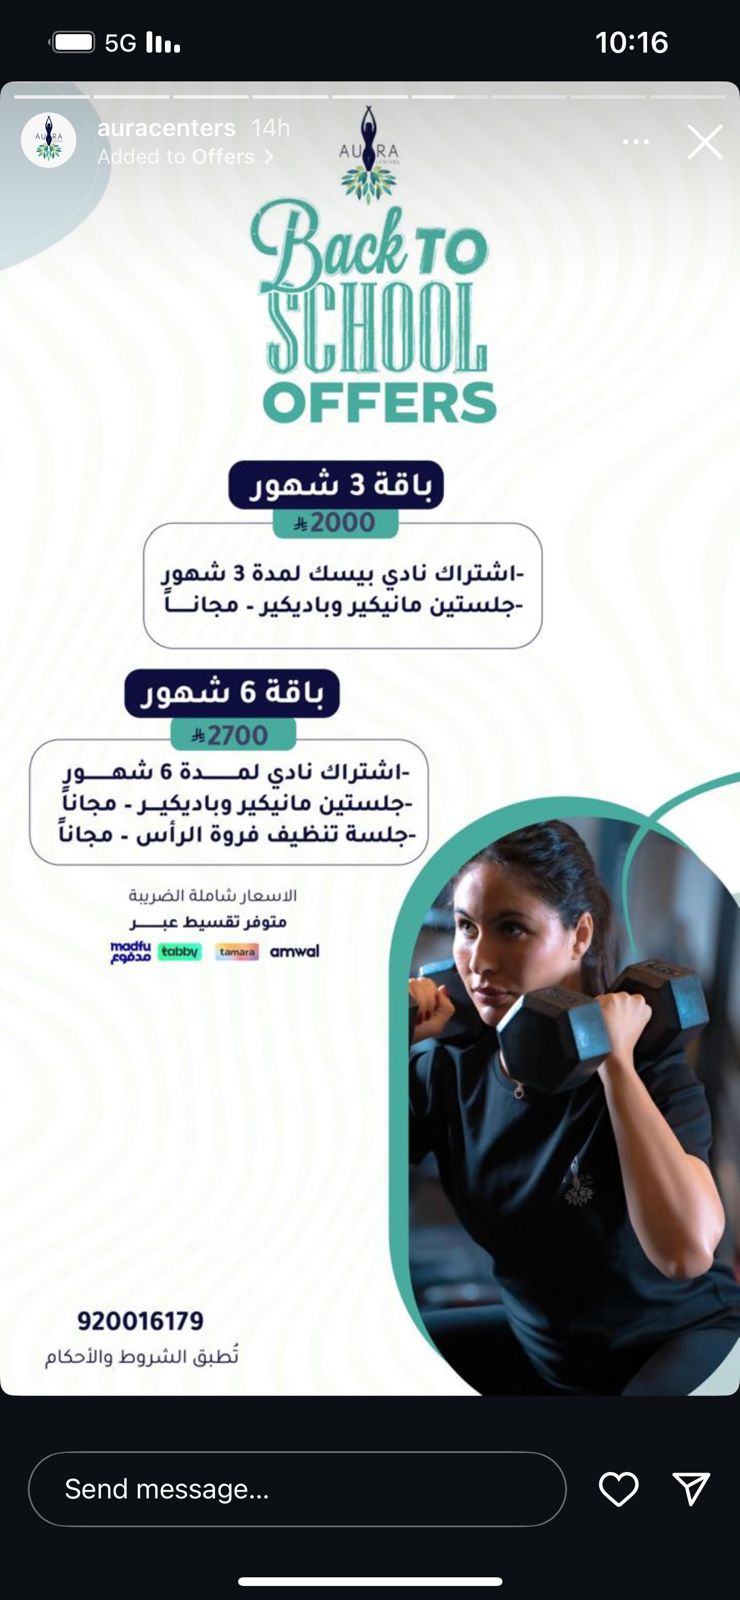 5G
10:16
auracenters 14h
Added to Offers >
AURA
AURA
CENTERS
Back TO
SCHOOL
OFFERS
باقة 3 شهور
2000
-اشتراك نادي بيسك لمدة 3 شهور
-جلستين مانيكير وباديكير - مجانــاً
باقة 6 شهور
2700
-اشتراك نادي لمـــدة 6 شهــور
-جلستين مانيكير وباديكيـر - مجاناً
-جلسة تنظيف فروة الرأس - مجاناً
الاسعار شاملة الضريبة
متوفر تقسيط عبـــر
madfu
مدفوع
tabby
tamara
amwal
920016179
تُطبق الشروط والأحكام
Send message...